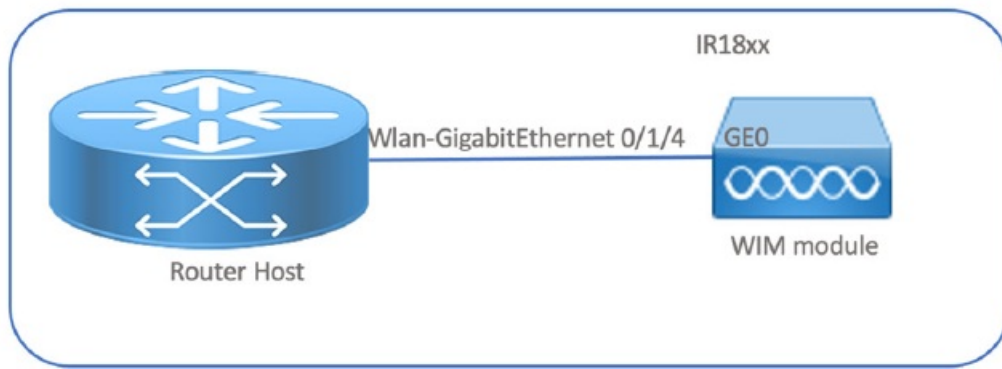 IR18xx
Wlan-GigabitEthernet 0/1/4
GE0
WIM module
Router Host